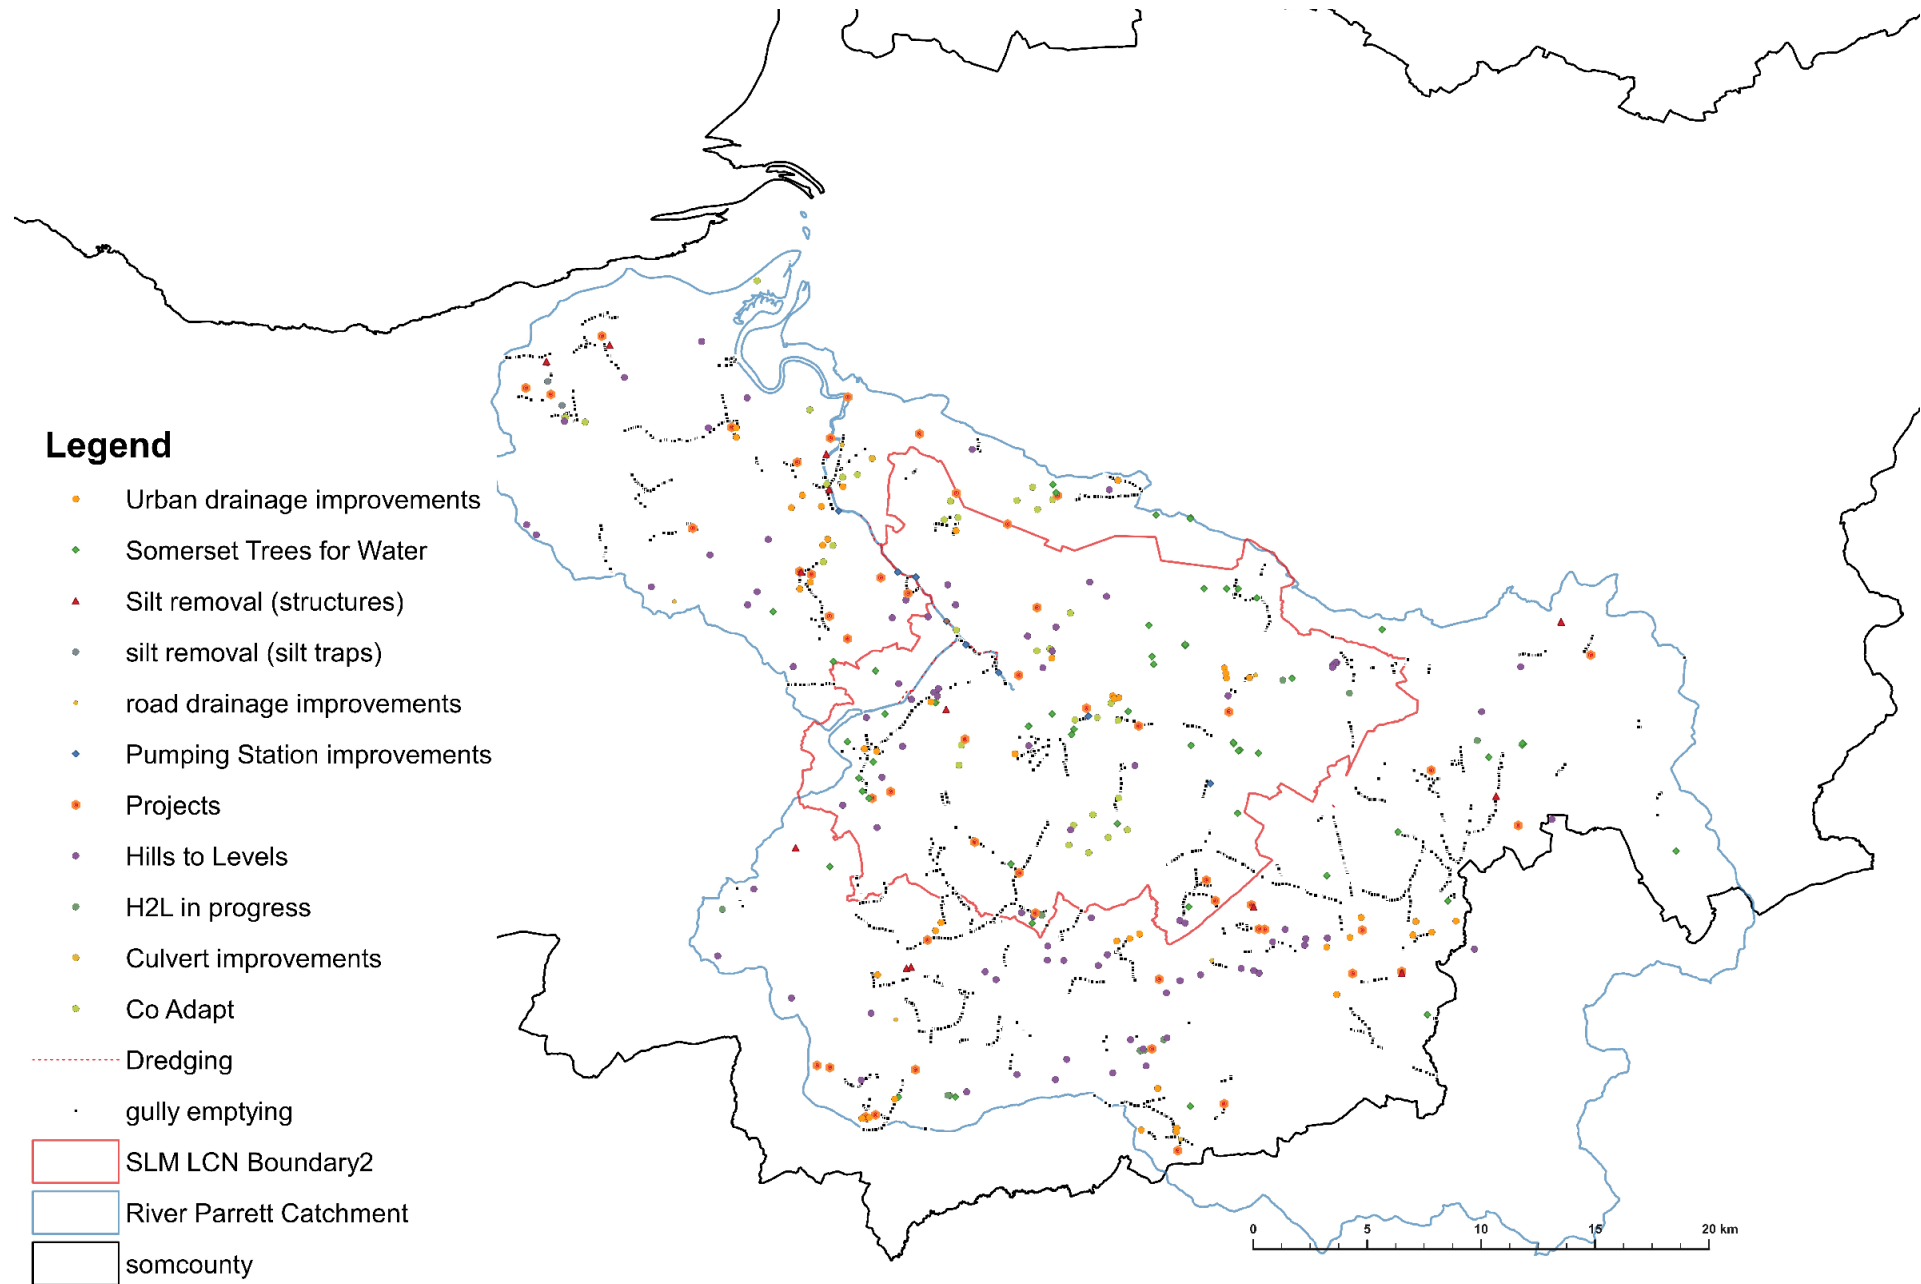 Legend
Urban drainage improvements
Somerset Trees for Water
Silt removal (structures)
silt removal (silt traps)
road drainage improvements
Pumping Station improvements
Projects
Hills to Levels
H2L in progress
Culvert improvements
Co Adapt
Dredging
gully emptying
SLM LCN Boundary2
River Parrett Catchment
somcounty
0 5 10 15 20 km